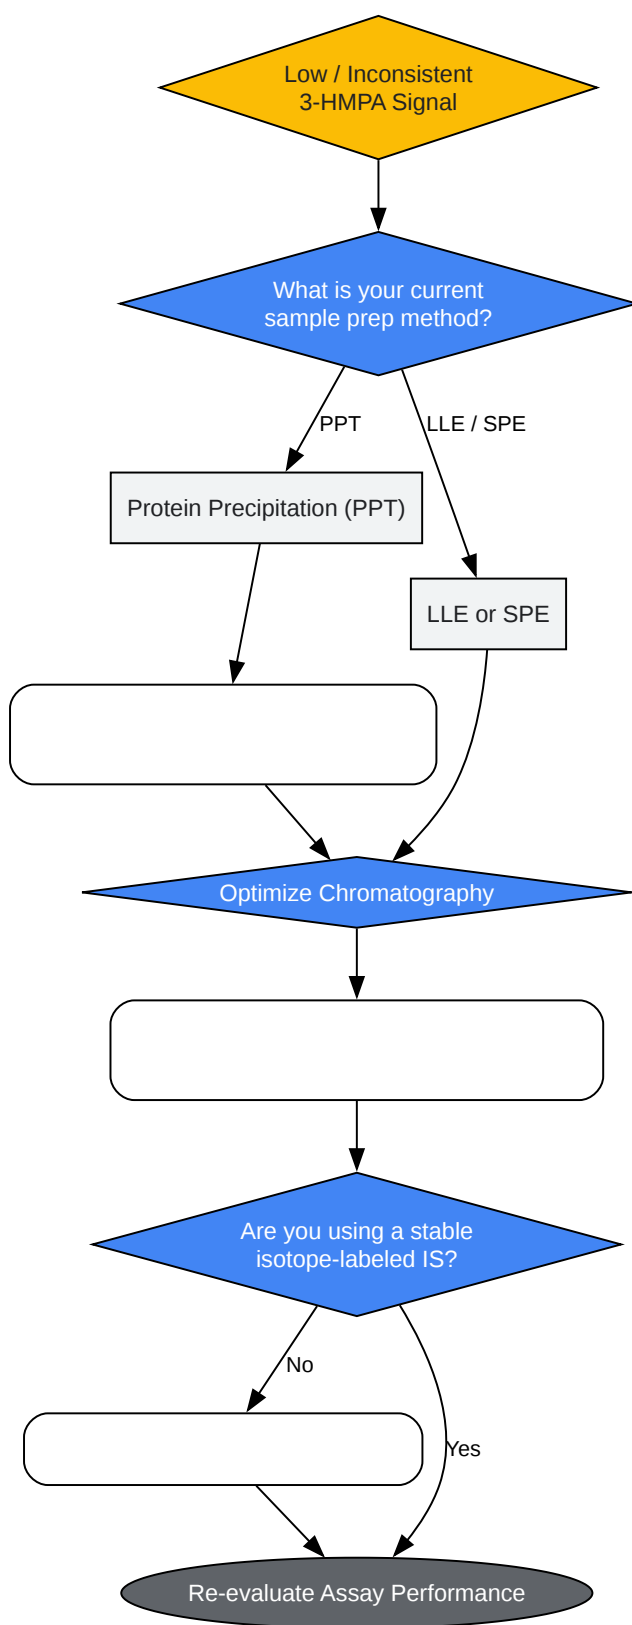 Low / Inconsistent
3-HMPA Signal
What is your current
sample prep method?
PPT
LLE / SPE
Protein Precipitation (PPT)
LLE or SPE
Optimize Chromatography
Are you using a stable
isotope-labeled IS?
No
Yes
Re-evaluate Assay Performance